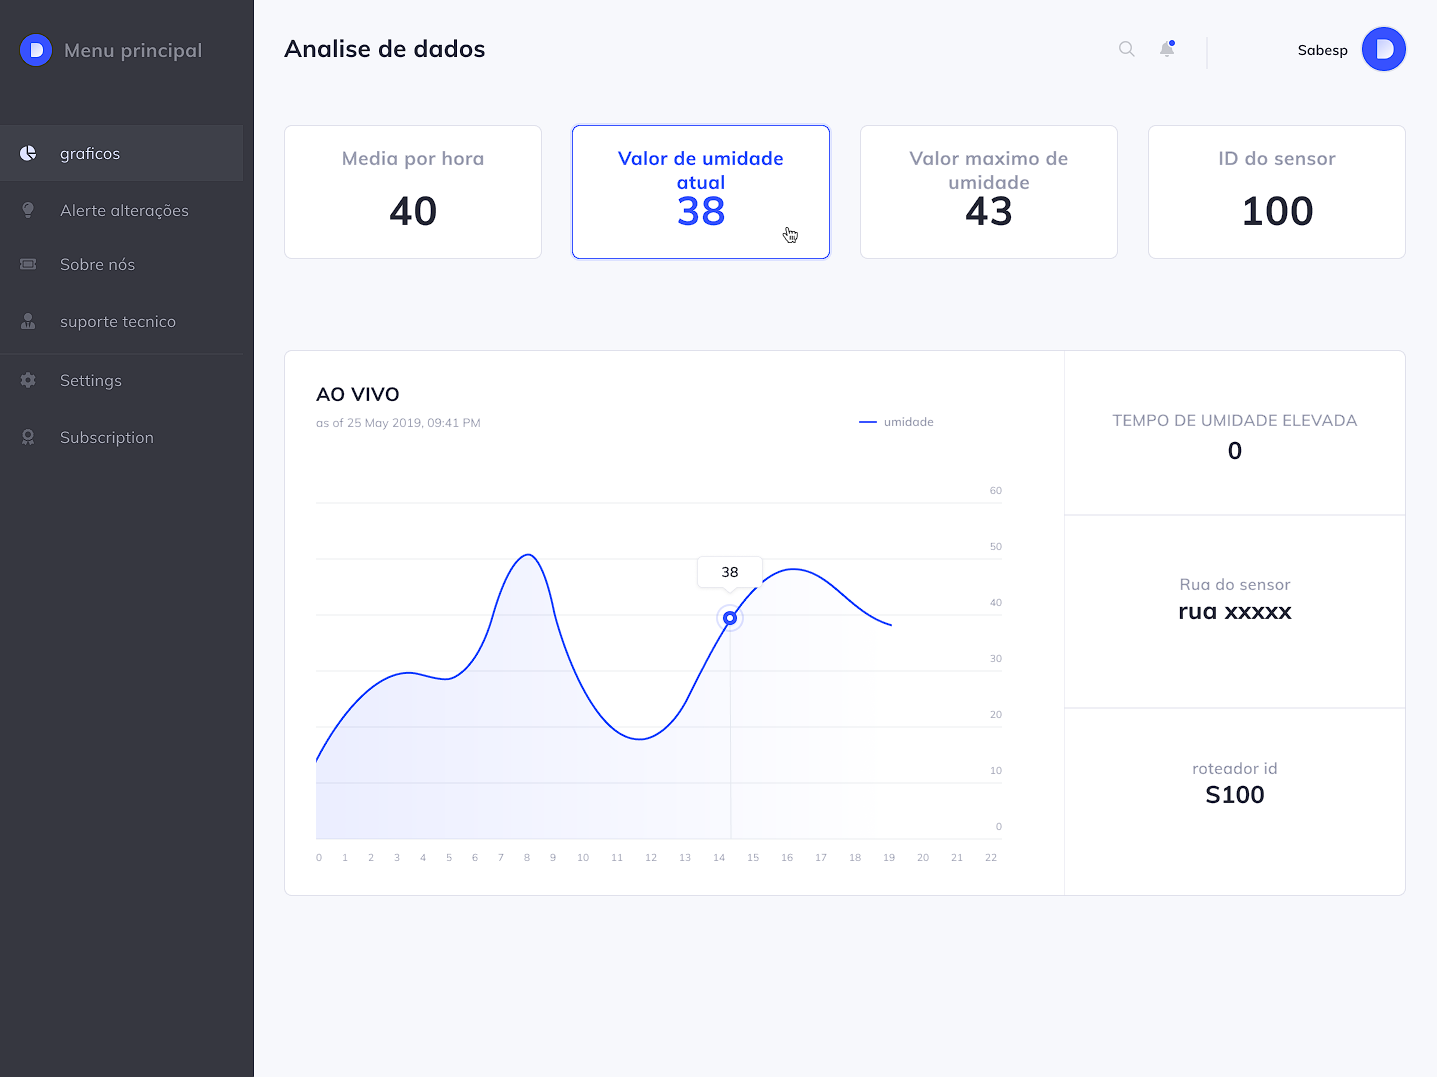 Menu principal
graficos
Alerte alterações
Sobre nós
suporte tecnico
Settings
Subscription
Analise de dados
Sabesp
Media por hora
40
Valor de umidade
atual
38
Valor maximo de
umidade
43
ID do sensor
100
AO VIVO
as of 25 May 2019, 09:41 PM
umidade
60
50
40
30
20
10
0
38
0 1 2 3 4 5 6 7 8 9 10 11 12 13 14 15 16 17 18 19 20 21 22
TEMPO DE UMIDADE ELEVADA
0
Rua do sensor
rua xxxxx
roteador id
S100